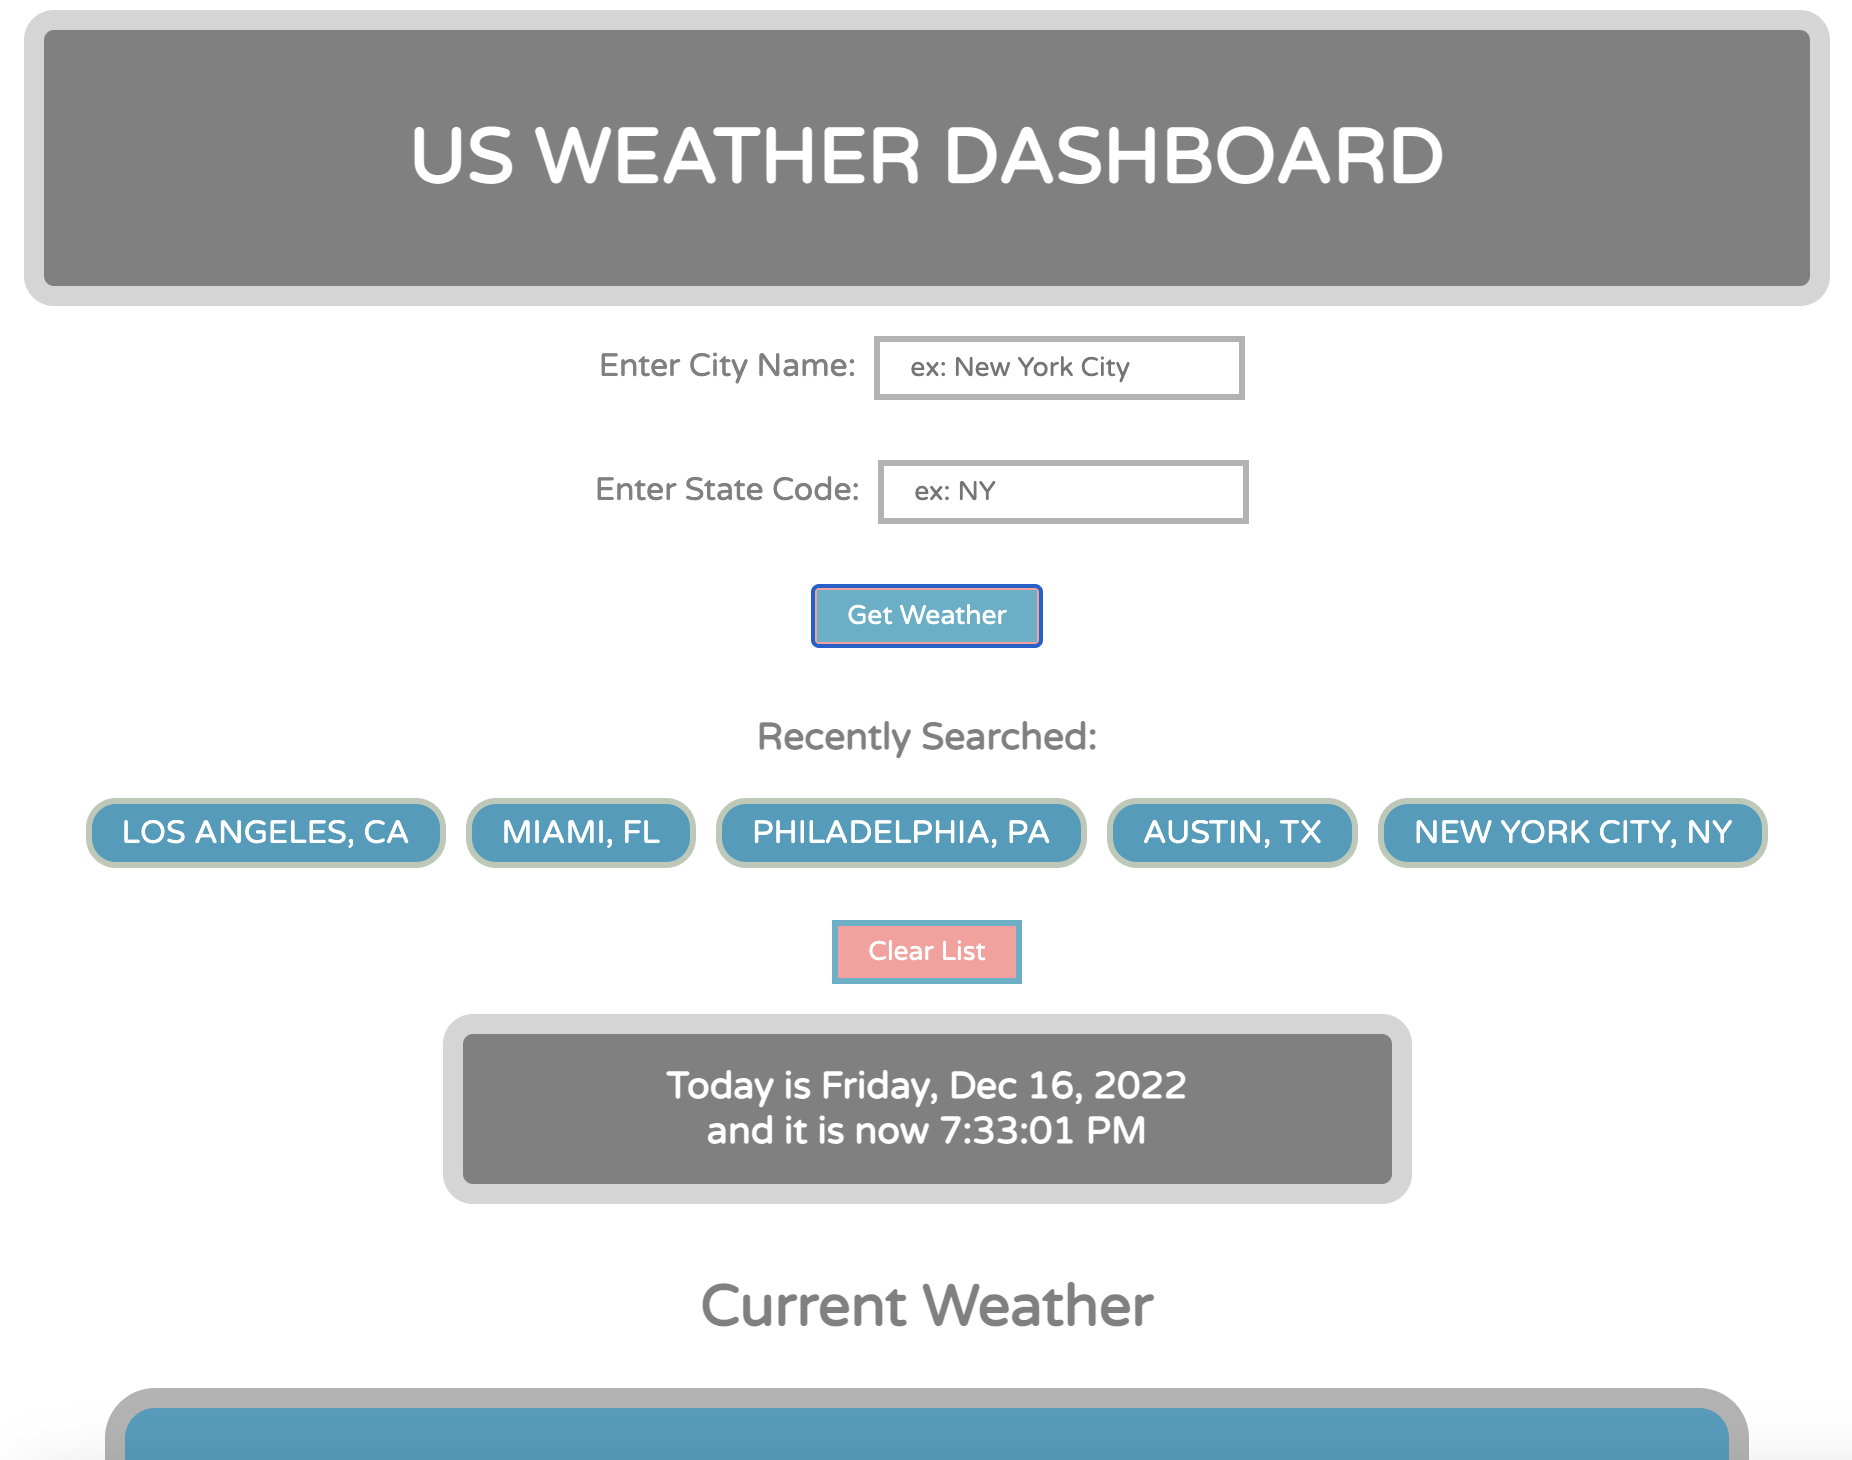 US WEATHER DASHBOARD
Enter City Name: ex: New York City
Enter State Code: ex: NY
Get Weather
Recently Searched:
LOS ANGELES, CA MIAMI, FL PHILADELPHIA, PA AUSTIN, TX NEW YORK CITY, NY
Clear List
Today is Friday, Dec 16, 2022
and it is now 7:33:01 PM
Current Weather